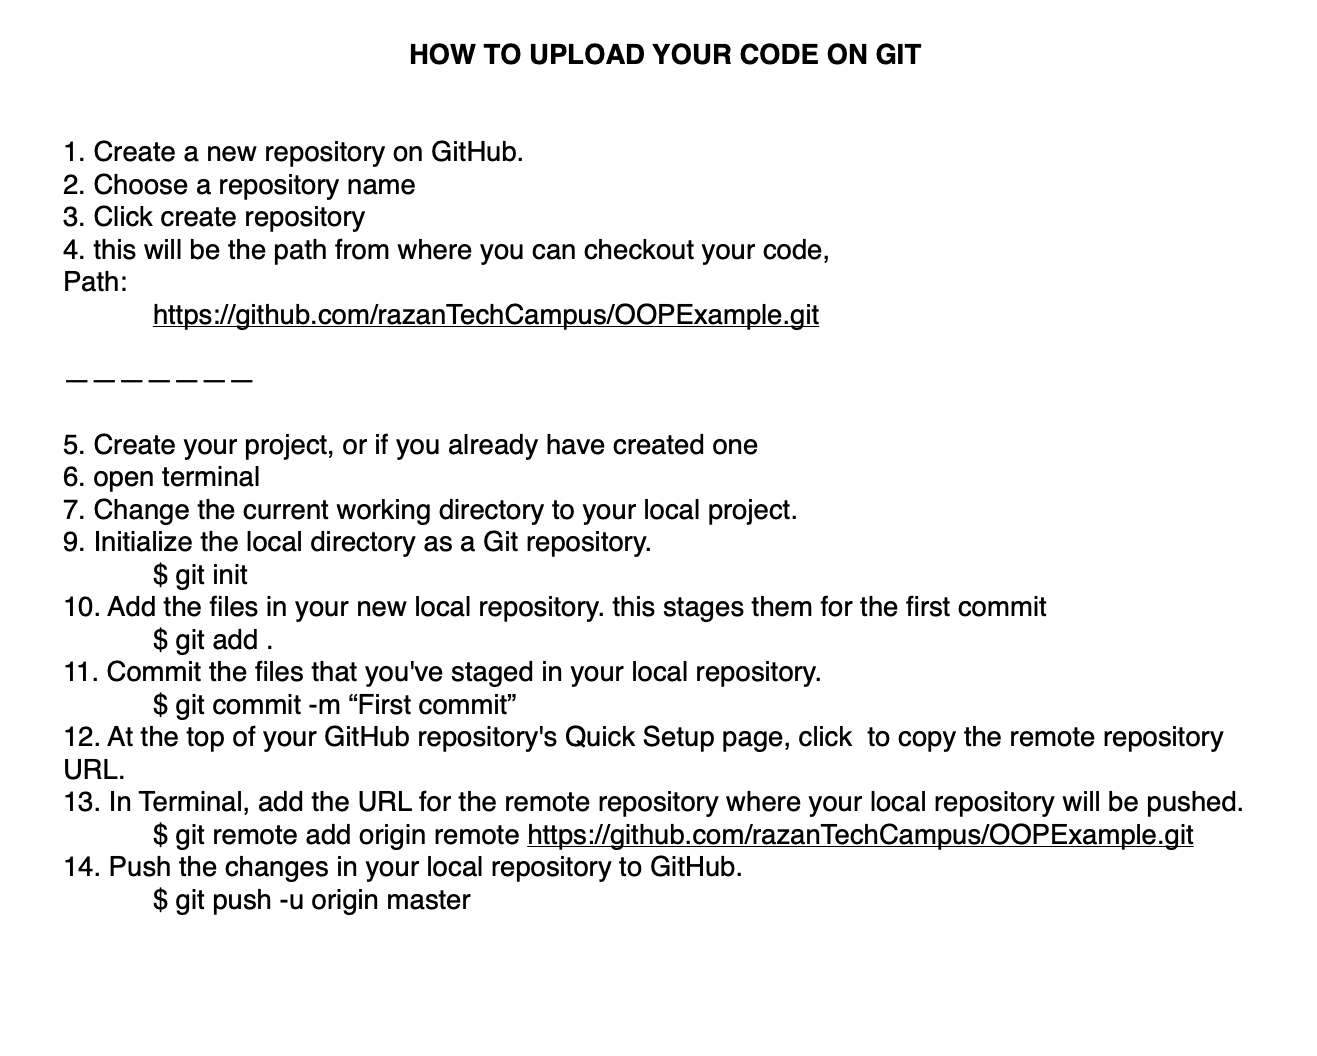 HOW TO UPLOAD YOUR CODE ON GIT
1. Create a new repository on GitHub.
2. Choose a repository name
3. Click create repository
4. this will be the path from where you can checkout your code,
Path:
https://github.com/razanTechCampus/OOPExample.git
— — — — — — —
5. Create your project, or if you already have created one
6. open terminal
7. Change the current working directory to your local project.
9. Initialize the local directory as a Git repository.
$ git init
10. Add the files in your new local repository. this stages them for the first commit
$ git add .
11. Commit the files that you've staged in your local repository.
$ git commit -m “First commit”
12. At the top of your GitHub repository's Quick Setup page, click  to copy the remote repository
URL.
13. In Terminal, add the URL for the remote repository where your local repository will be pushed.
$ git remote add origin remote https://github.com/razanTechCampus/OOPExample.git
14. Push the changes in your local repository to GitHub.
$ git push -u origin master